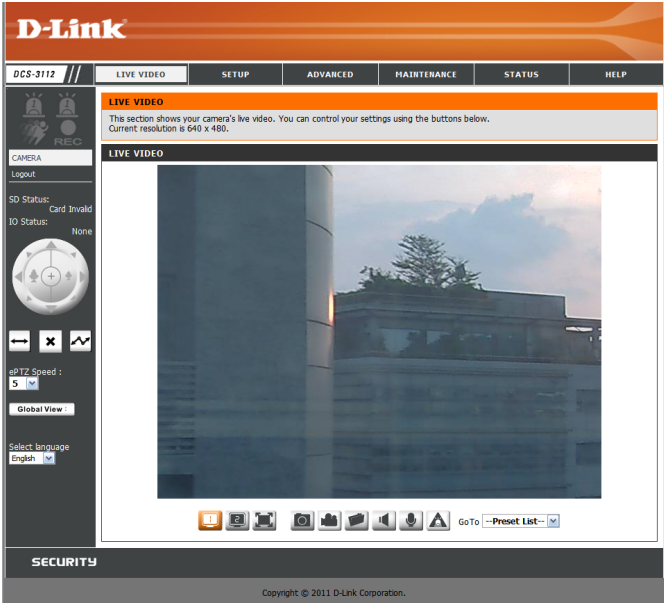 D-Link
DCS-3112 // LIVE VIDEO SETUP ADVANCED MAINTENANCE STATUS HELP
REC
CAMERA
Logout
SD Status:
Card Invalid
IO Status:
None
ePTZ Speed :
5
Global View :
Select language
English
LIVE VIDEO
This section shows your camera's live video. You can control your settings using the buttons below.
Current resolution is 640 x 480.
LIVE VIDEO
1 2 GoTo --Preset List--
SECURITY
Copyright © 2011 D-Link Corporation.